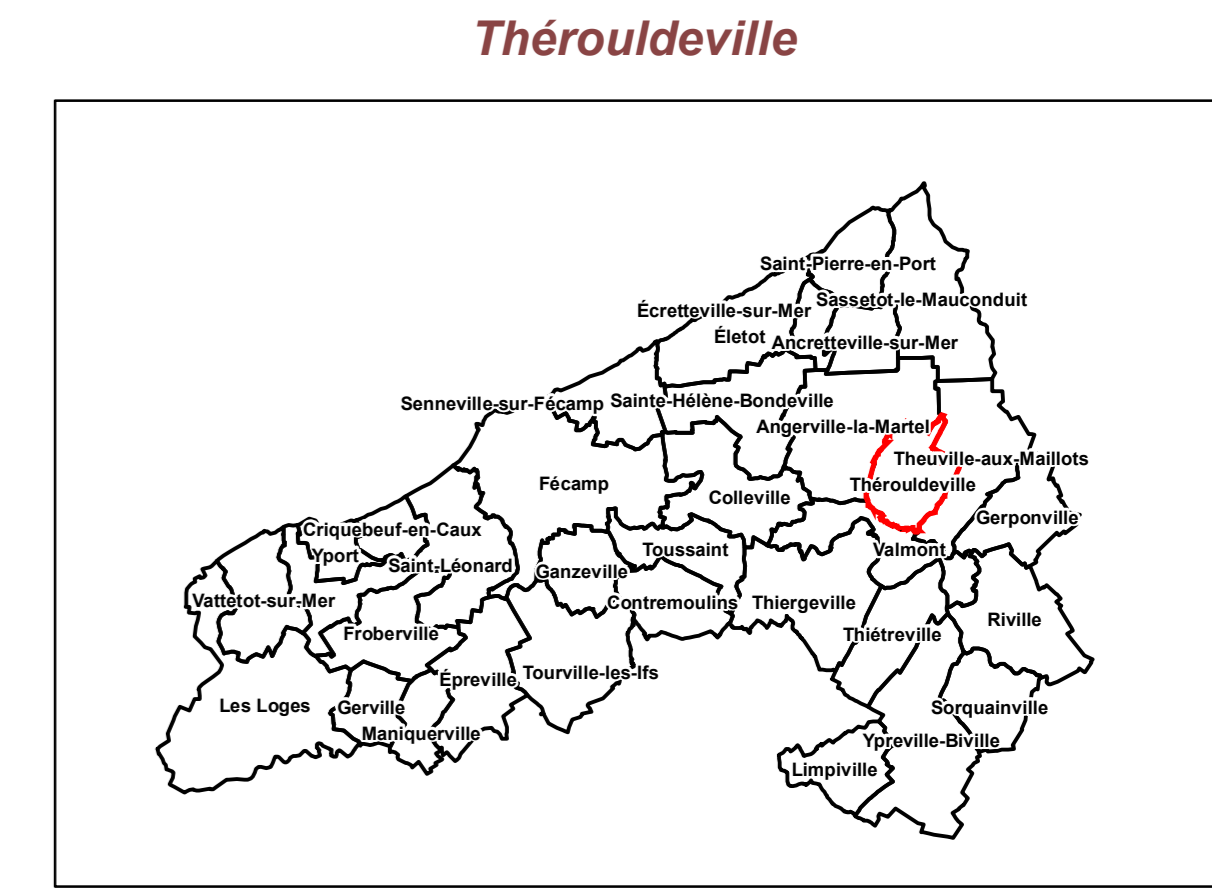 Thérouldeville
Saint-Pierre-en-Port
Sassetot-le-Mauconduit
Écretteville-sur-Mer
Életot
Ancretteville-sur-Mer
Senneville-sur-Fécamp
Sainte-Hélène-Bondeville
Angerville-la-Martel
Theuville-aux-Maillots
Fécamp
Thérouldeville
Colleville
Gerponville
Criquebeuf-en-Caux
Toussaint
Valmont
Yport
Saint-Léonard
Ganzeville
Vattetot-sur-Mer
Contremoulins
Thiergeville
Riville
Froberville
Thiétreville
Épreville
Tourville-les-Ifs
Les Loges
Gerville
Sorquainville
Maniquerville
Ypreville-Biville
Limpiville